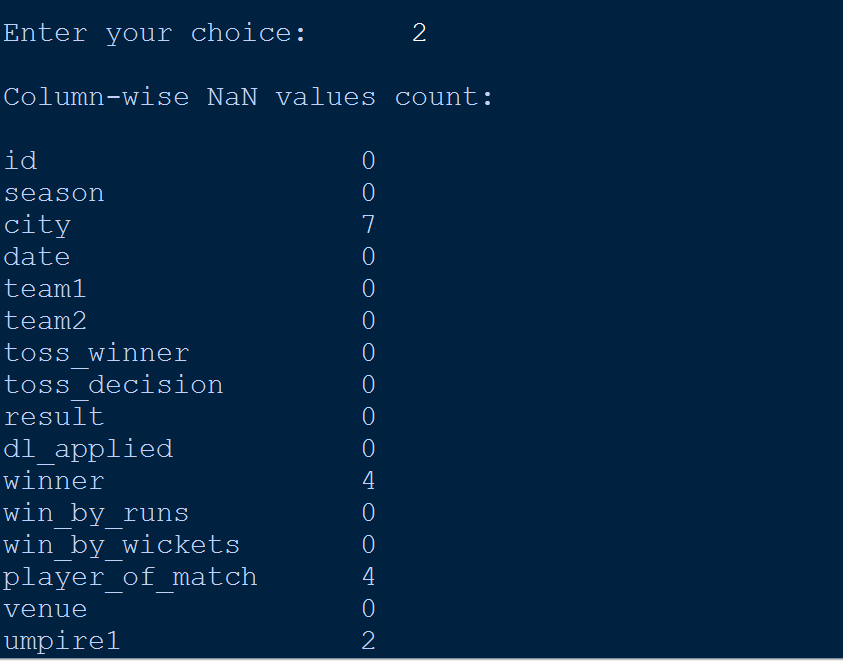 Enter your choice: 2
Column-wise NaN values count:
id 0
season 0
city 7
date 0
team1 0
team2 0
toss_winner 0
toss_decision 0
result 0
dl_applied 0
winner 4
win_by_runs 0
win_by_wickets 0
player_of_match 4
venue 0
umpire1 2